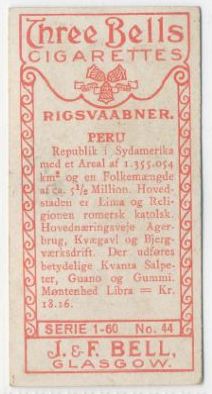 Three Bells
CIGARETTES
RIGSVAABNER.
PERU
Republik i Sydamerika
med et Areal af 1.355.054
km² og en Folkemængde
af ca. 5½ Million. Hoved-
staden er Lima og Reli-
gionen romersk katolsk.
Hovednæringsveje Ager-
brug, Kvægavl og Bjerg-
værksdrift. Der udføres
betydelige Kvanta Salpe-
ter, Guano og Gummi.
Møntenhed Libra = Kr.
18.16.
SERIE 1-60 No. 44
J. & F. BELL,
GLASGOW.